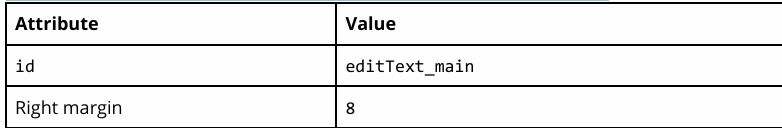 Attribute Value
id editText_main
Right margin 8